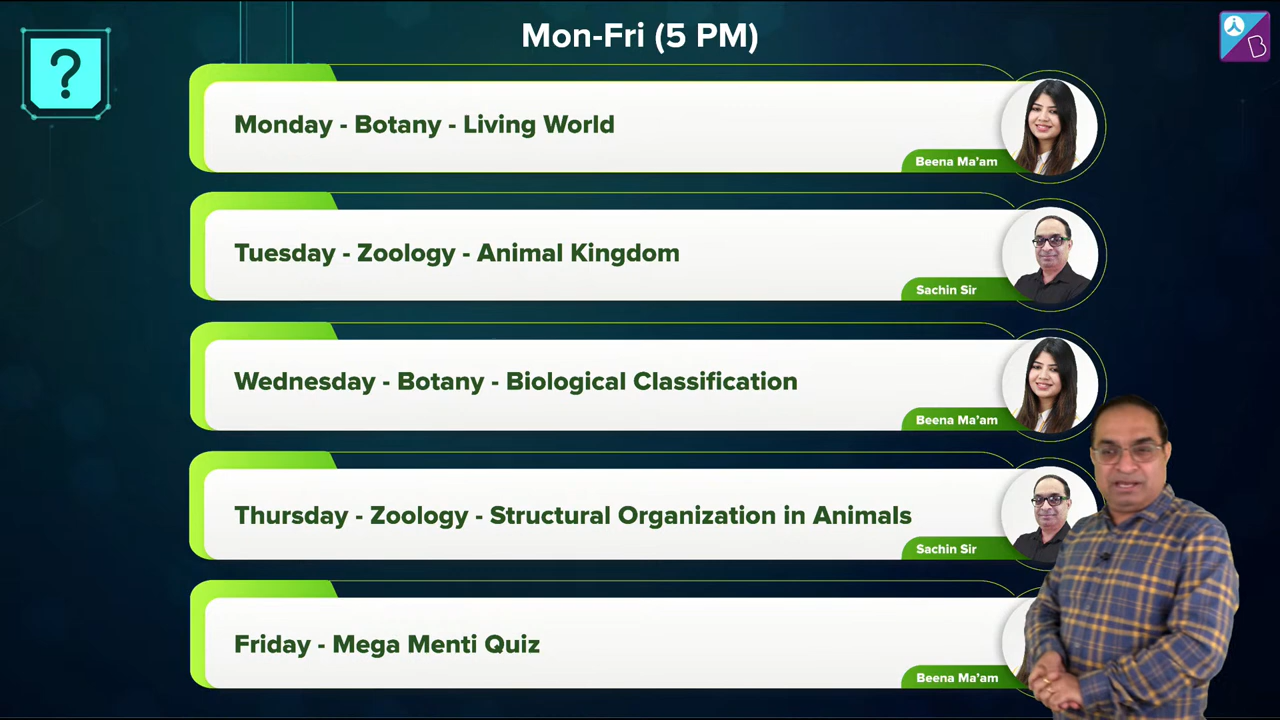 Mon-Fri (5 PM)
?
B
Monday - Botany - Living World
Beena Ma'am
Tuesday - Zoology - Animal Kingdom
Sachin Sir
Wednesday - Botany - Biological Classification
Beena Ma'am
Thursday - Zoology - Structural Organization in Animals
Sachin Sir
Friday - Mega Menti Quiz
Beena Ma'am